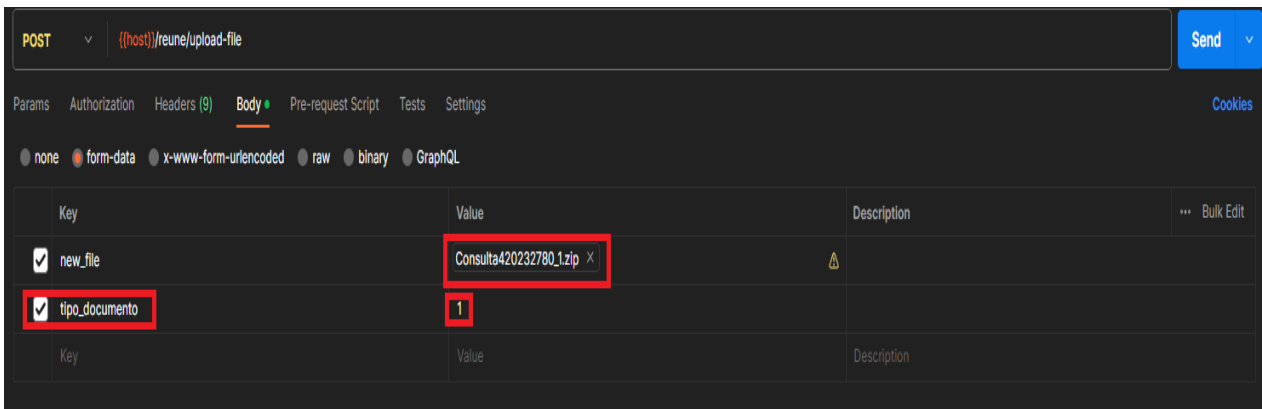 POST {{host}}/reune/upload-file Send
Params Authorization Headers (9) Body Pre-request Script Tests Settings Cookies
none form-data x-www-form-urlencoded raw binary GraphQL
Key Value Description ••• Bulk Edit
new_file Consulta420232780_1.zip ×
tipo_documento 1
Key Value Description